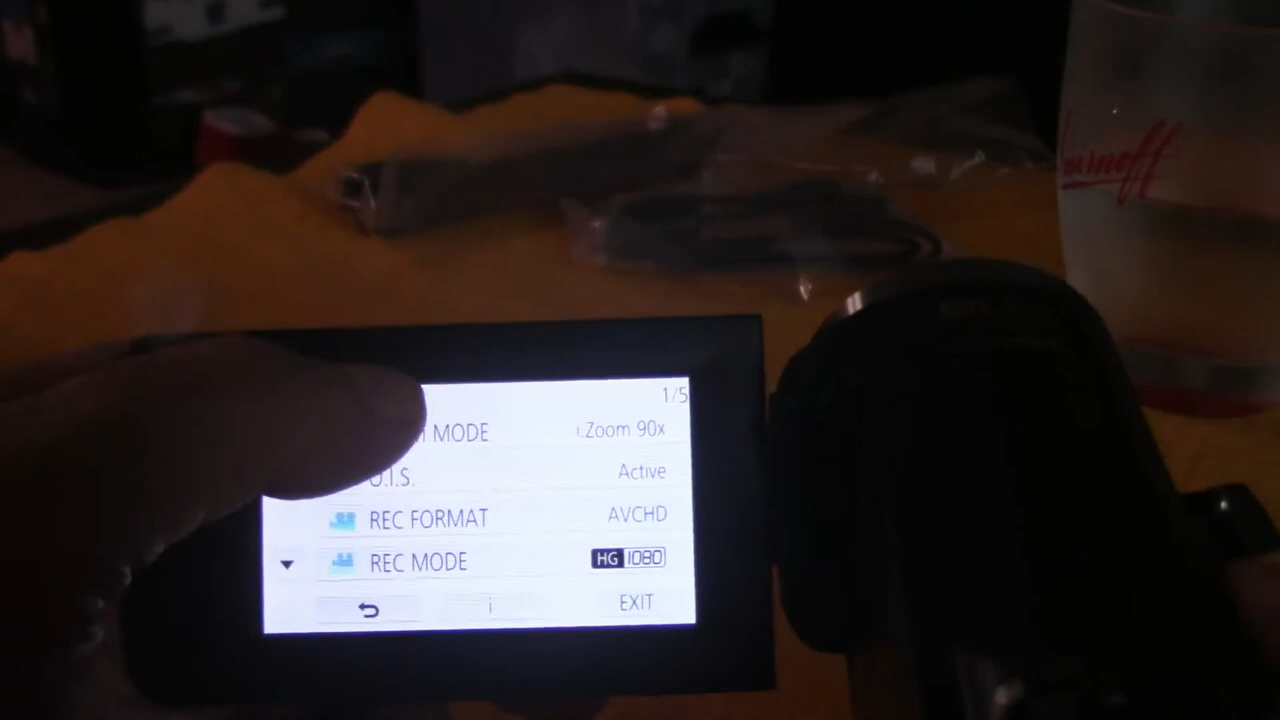 1/5
MODE i.Zoom 90x
O.I.S. Active
REC FORMAT AVCHD
REC MODE HG 1080
i EXIT